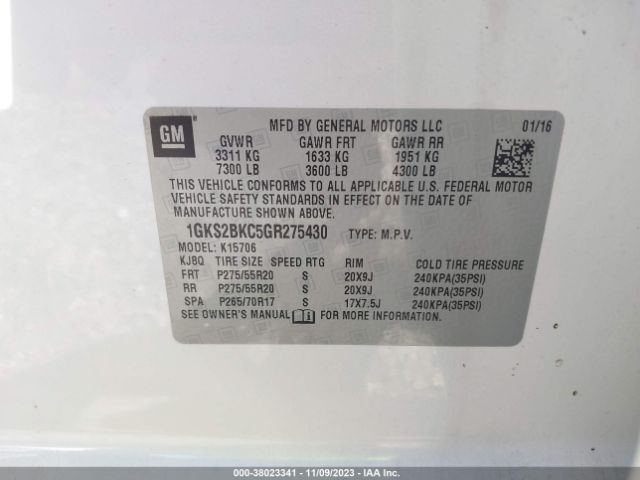 GM
MFD BY GENERAL MOTORS LLC 01/16
GVWR GAWR FRT GAWR RR
3311 KG 1633 KG 1951 KG
7300 LB 3600 LB 4300 LB
THIS VEHICLE CONFORMS TO ALL APPLICABLE U.S. FEDERAL MOTOR
VEHICLE SAFETY STANDARDS IN EFFECT ON THE DATE OF
MANUFACTURE SHOWN ABOVE.
1GKS2BKC5GR275430 TYPE: M.P.V.
MODEL: K15706
KJ8Q TIRE SIZE SPEED RTG RIM COLD TIRE PRESSURE
FRT P275/55R20 S 20X9J 240KPA(35PSI)
RR P275/55R20 S 20X9J 240KPA(35PSI)
SPA P265/70R17 S 17X7.5J 240KPA(35PSI)
SEE OWNER'S MANUAL FOR MORE INFORMATION.
000-38023341 - 11/09/2023 - IAAI.COM